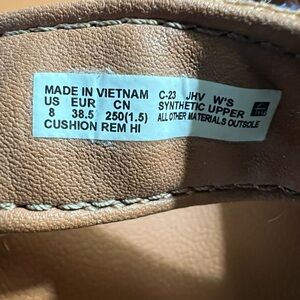 MADE IN VIETNAM C-23 JHV W'S
US EUR CN SYNTHETIC UPPER
8 38.5 250(1.5) ALL OTHER MATERIALS OUTSOLE
CUSHION REM HI